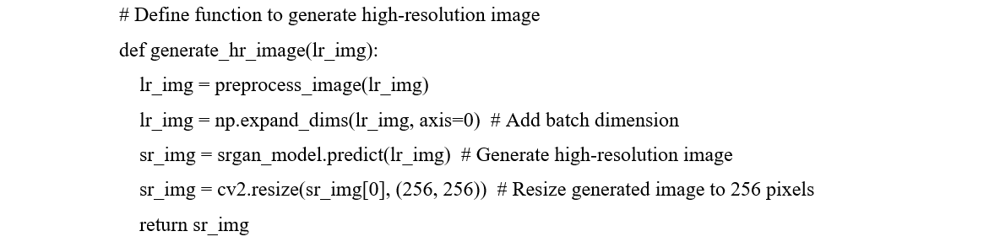 # Define function to generate high-resolution image
def generate_hr_image(lr_img):
    lr_img = preprocess_image(lr_img)
    lr_img = np.expand_dims(lr_img, axis=0)  # Add batch dimension
    sr_img = srgan_model.predict(lr_img)  # Generate high-resolution image
    sr_img = cv2.resize(sr_img[0], (256, 256))  # Resize generated image to 256 pixels
    return sr_img